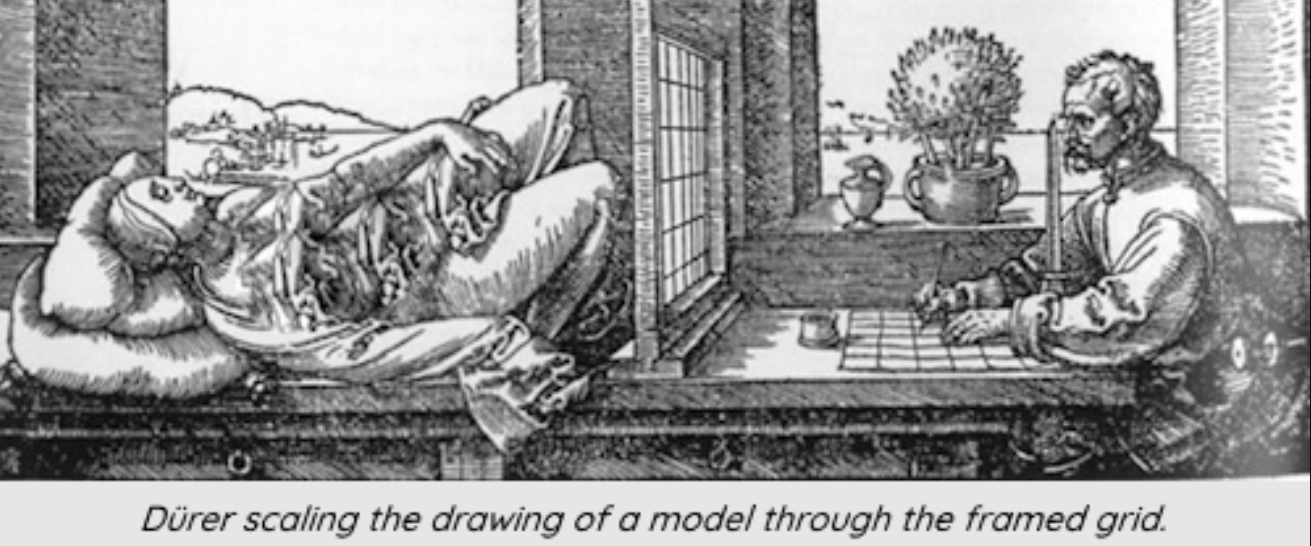 Dürer scaling the drawing of a model through the framed grid.